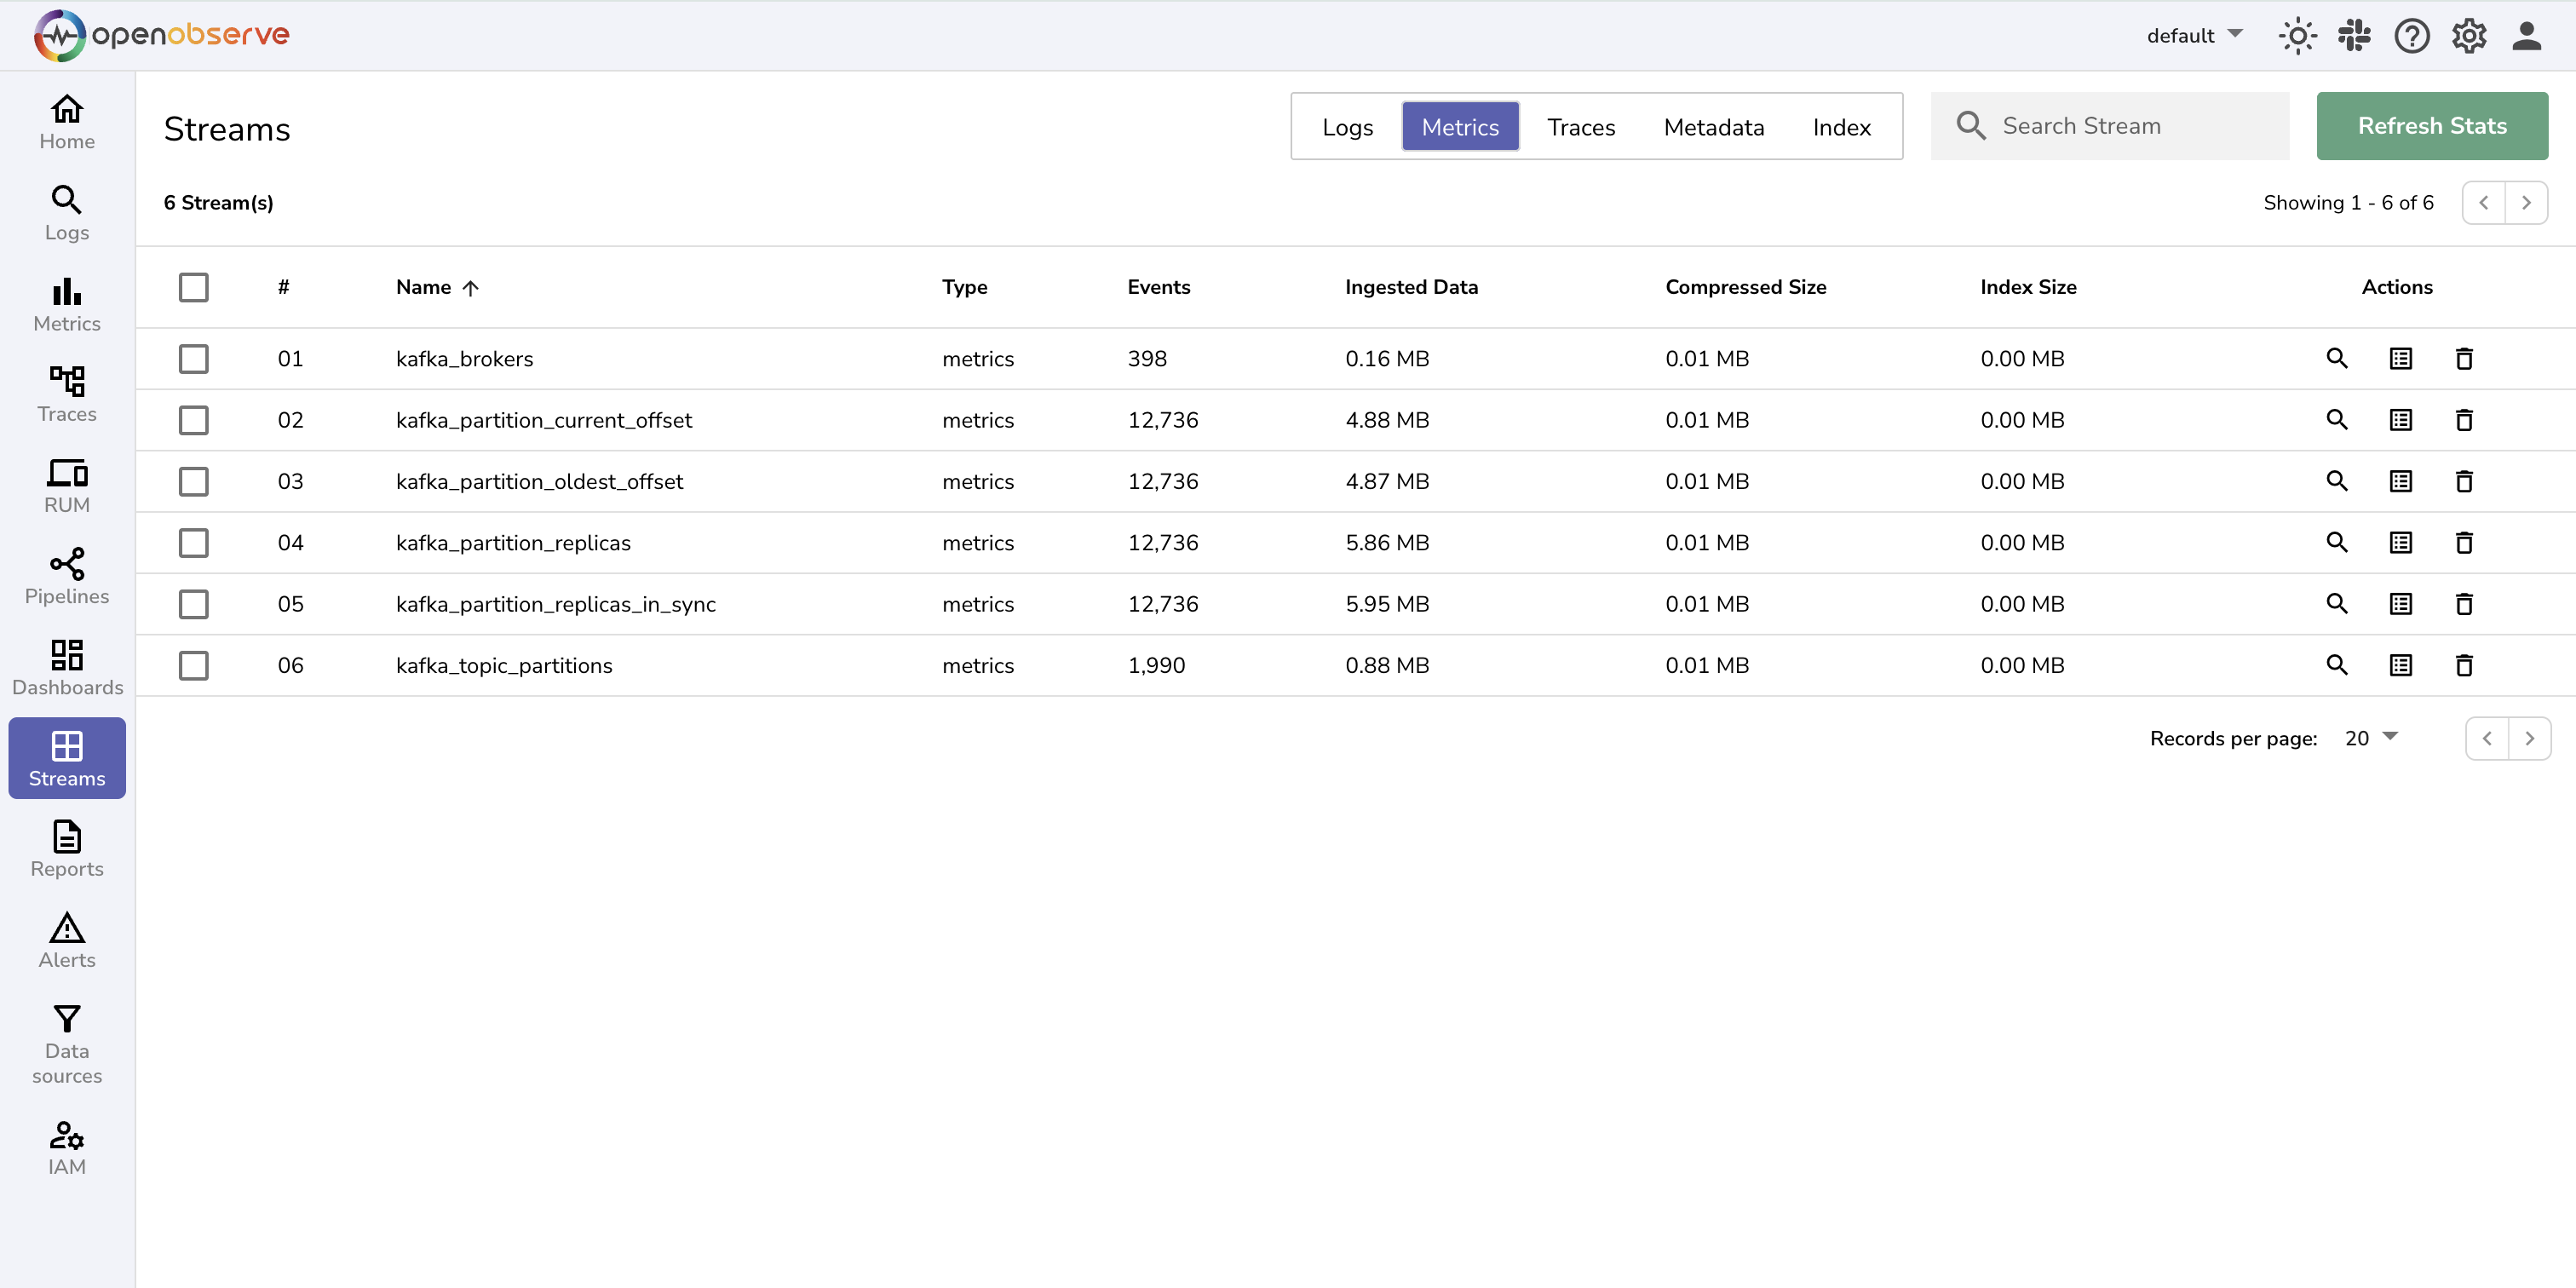 openobserve
default
Home
Logs
Metrics
Traces
RUM
Pipelines
Dashboards
Streams
Reports
Alerts
Data
sources
IAM
Streams
Logs Metrics Traces Metadata Index
Search Stream
Refresh Stats
6 Stream(s)
Showing 1 - 6 of 6
# Name Type Events Ingested Data Compressed Size Index Size Actions
01 kafka_brokers metrics 398 0.16 MB 0.01 MB 0.00 MB
02 kafka_partition_current_offset metrics 12,736 4.88 MB 0.01 MB 0.00 MB
03 kafka_partition_oldest_offset metrics 12,736 4.87 MB 0.01 MB 0.00 MB
04 kafka_partition_replicas metrics 12,736 5.86 MB 0.01 MB 0.00 MB
05 kafka_partition_replicas_in_sync metrics 12,736 5.95 MB 0.01 MB 0.00 MB
06 kafka_topic_partitions metrics 1,990 0.88 MB 0.01 MB 0.00 MB
Records per page: 20